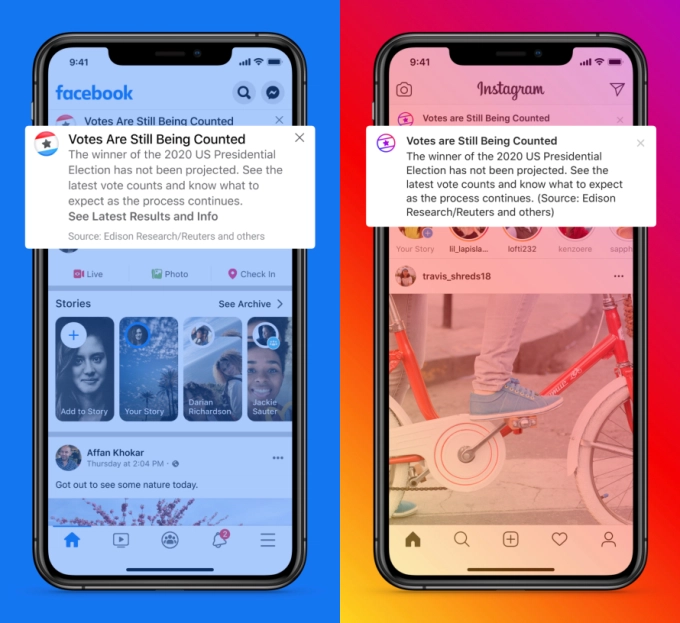 9:41
facebook
Votes Are Still Being Counted
Votes Are Still Being Counted
The winner of the 2020 US Presidential
Election has not been projected. See the
latest vote counts and know what to
expect as the process continues.
See Latest Results and Info
Source: Edison Research/Reuters and others
Live
Photo
Check In
Stories
See Archive
Add to Story
Your Story
Darian
Richardson
Jackie
Sauter
Affan Khokar
Thursday at 2:04 PM
Got out to see some nature today.
2
9:41
Instagram
Votes are Still Being Counted
Votes are Still Being Counted
The winner of the 2020 US Presidential
Election has not been projected. See the
latest vote counts and know what to
expect as the process continues. (Source: Edison
Research/Reuters and others)
Your Story
lil_lapisla...
lofti232
kenzoere
sapph
travis_shreds18